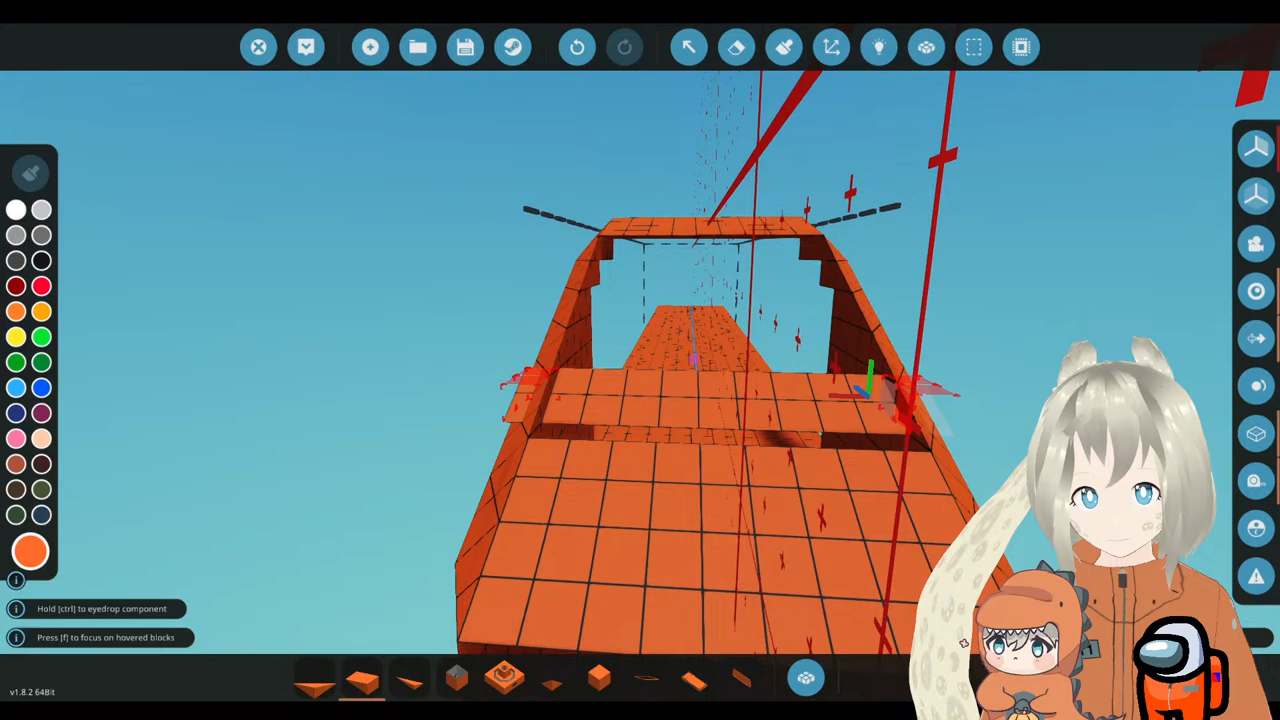 Hold [ctrl] to eyedrop component
Press [f] to focus on hovered blocks
v1.8.2 64Bit